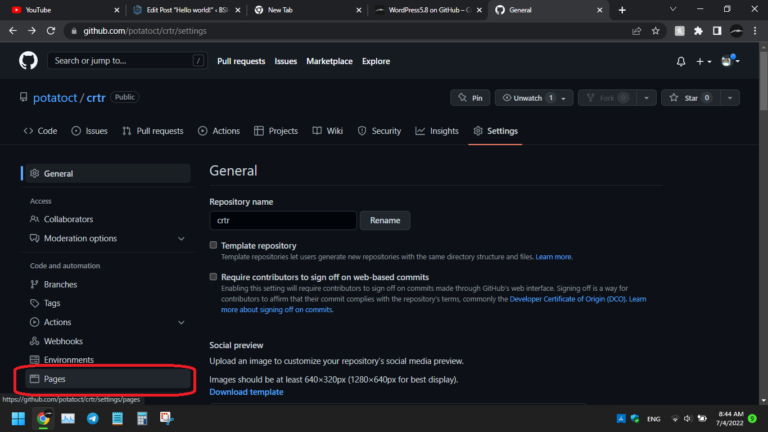 YouTube
Edit Post "Hello world!" ‹ BS
New Tab
WordPress5.8 on GitHub – C
General
github.com/potatoct/crtr/settings
Search or jump to...
/
Pull requests
Issues
Marketplace
Explore
potatoct / crtr
Public
Pin
Unwatch 1
Fork 0
Star 0
Code
Issues
Pull requests
Actions
Projects
Wiki
Security
Insights
Settings
General
Access
Collaborators
Moderation options
Code and automation
Branches
Tags
Actions
Webhooks
Environments
Pages
General
Repository name
crtr
Rename
Template repository
Template repositories let users generate new repositories with the same directory structure and files. Learn more.
Require contributors to sign off on web-based commits
Enabling this setting will require contributors to sign off on commits made through GitHub's web interface. Signing off is a way for
contributors to affirm that their commit complies with the repository's terms, commonly the Developer Certificate of Origin (DCO). Learn
more about signing off on commits.
Social preview
Upload an image to customize your repository's social media preview.
Images should be at least 640×320px (1280×640px for best display).
Download template
https://github.com/potatoct/crtr/settings/pages
ENG
8:44 AM
7/4/2022